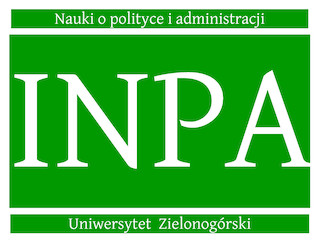 Nauki o polityce i administracji
INPA
Uniwersytet Zielonogórski